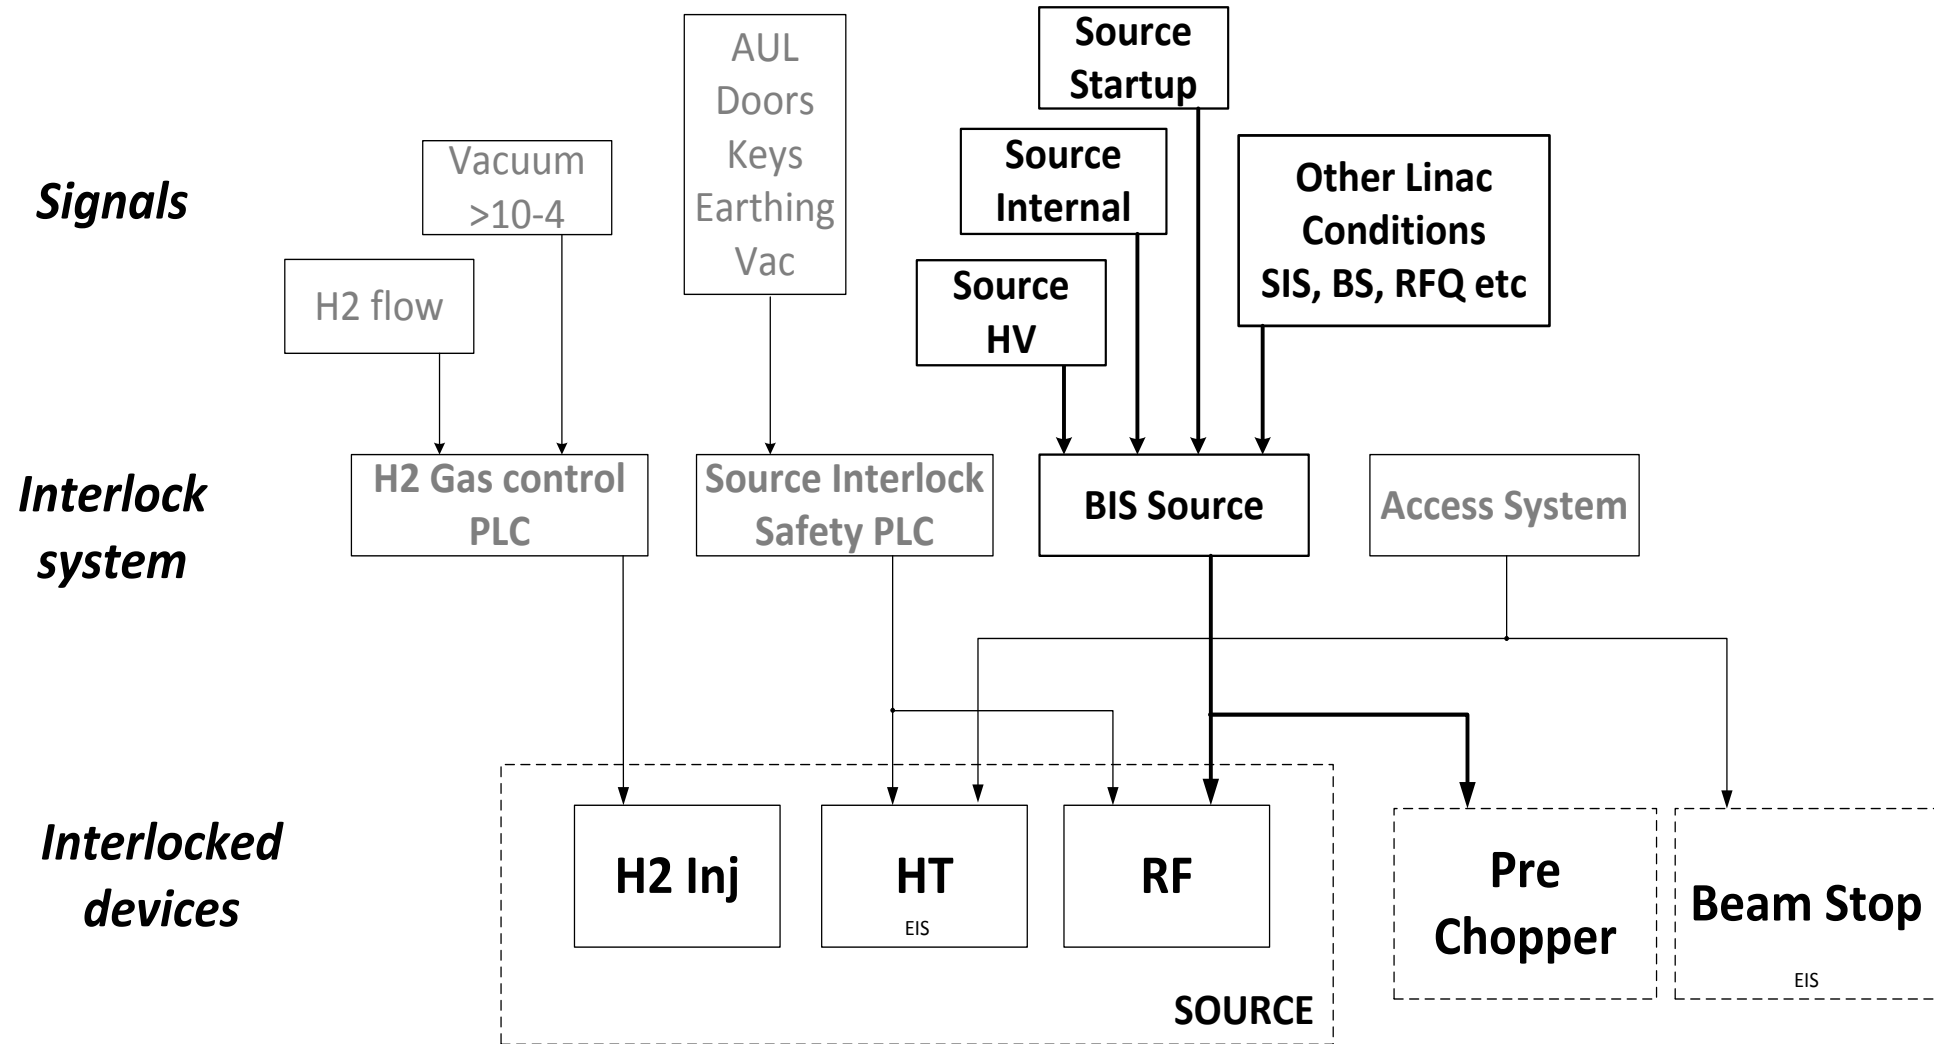 Signals
H2 flow
Vacuum
>10-4
AUL
Doors
Keys
Earthing
Vac
Source
HV
Source
Internal
Source
Startup
Other Linac
Conditions
SIS, BS, RFQ etc
Interlock
system
H2 Gas control
PLC
Source Interlock
Safety PLC
BIS Source
Access System
Interlocked
devices
H2 Inj
HT
EIS
RF
SOURCE
Pre
Chopper
Beam Stop
EIS